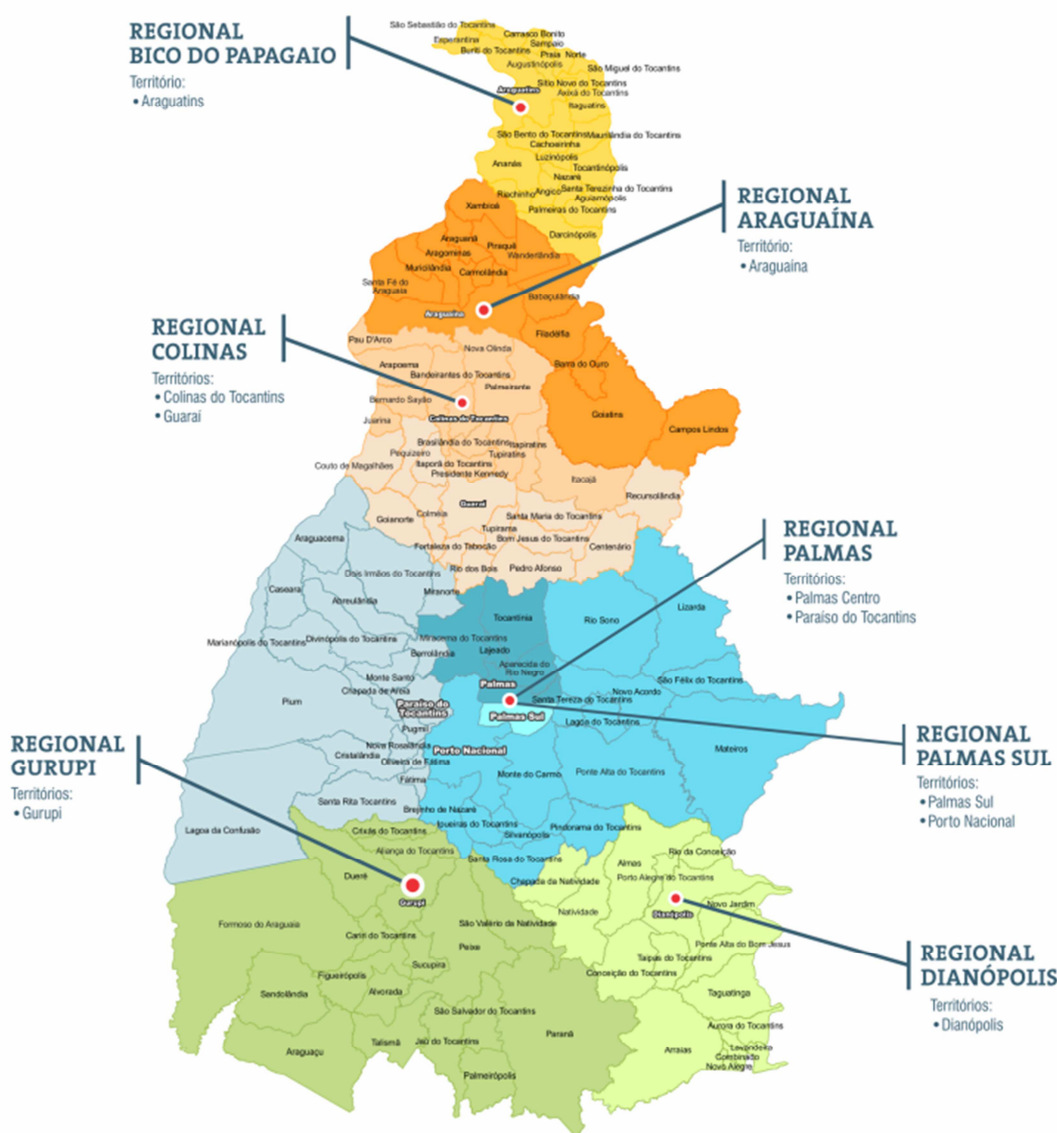 REGIONAL
BICO DO PAPAGAIO
Território:
• Araguatins
São Sebastião do Tocantins
Carrasco Bonito
Esperantina
Sampaio
Buriti do Tocantins
Praia Norte
Augustinópolis
São Miguel do Tocantins
Sítio Novo do Tocantins
Araguatins
Axixá do Tocantins
Itaguatins
São Bento do Tocantins
Maurilândia do Tocantins
Cachoeirinha
Luzinópolis
Ananás
Tocantinópolis
Nazaré
Riachinho
Angico
Santa Terezinha do Tocantins
Aguiarnópolis
Palmeiras do Tocantins
Darcinópolis
REGIONAL
ARAGUAÍNA
Território:
• Araguaína
Xambioá
Araguanã
Piraquê
Aragominas
Wanderlândia
Muricilândia
Carmolândia
Santa Fé do
Araguaia
Babaçulândia
Araguaína
Filadélfia
Barra do Ouro
Goiatins
Campos Lindos
REGIONAL
COLINAS
Territórios:
• Colinas do Tocantins
• Guaraí
Pau D'Arco
Nova Olinda
Arapoema
Bandeirantes do Tocantins
Palmeirante
Bernardo Sayão
Colinas do Tocantins
Juarina
Brasilândia do Tocantins
Itapiratins
Pequizeiro
Tupiratins
Couto de Magalhães
Itaporã do Tocantins
Presidente Kennedy
Itacajá
Recursolândia
Guaraí
Colméia
Goianorte
Santa Maria do Tocantins
Tupirama
Bom Jesus do Tocantins
Fortaleza do Tabocão
Centenário
Rio dos Bois
Pedro Afonso
REGIONAL
PALMAS
Territórios:
• Palmas Centro
• Paraíso do Tocantins
Araguacema
Dois Irmãos do Tocantins
Caseara
Abreulândia
Miranorte
Rio Sono
Lizarda
Tocantínia
Marianópolis do Tocantins
Divinópolis do Tocantins
Miracema do Tocantins
Barrolândia
Lajeado
Aparecida do
Rio Negro
Monte Santo
Chapada de Areia
Palmas
São Félix do Tocantins
Novo Acordo
Santa Tereza do Tocantins
Pium
Paraíso do
Tocantins
Palmas Sul
Lagoa do Tocantins
Pugmil
Nova Rosalândia
Porto Nacional
Mateiros
Cristalândia
Oliveira de Fátima
Fátima
Monte do Carmo
Ponte Alta do Tocantins
Santa Rita Tocantins
Brejinho de Nazaré
Ipueiras do Tocantins
Silvanópolis
Pindorama do Tocantins
Lagoa da Confusão
Santa Rosa do Tocantins
REGIONAL
PALMAS SUL
Territórios:
• Palmas Sul
• Porto Nacional
REGIONAL
GURUPI
Territórios:
• Gurupi
Crixás do Tocantins
Aliança do Tocantins
Dueré
Gurupi
Formoso do Araguaia
São Valério da Natividade
Cariri do Tocantins
Peixe
Sucupira
Figueirópolis
Sandolândia
Alvorada
São Salvador do Tocantins
Paranã
Araguaçu
Talismã
Jaú do Tocantins
Palmeirópolis
Rio da Conceição
Almas
Chapada da Natividade
Porto Alegre do Tocantins
Natividade
Dianópolis
Novo Jardim
Ponte Alta do Bom Jesus
Taipas do Tocantins
Conceição do Tocantins
Taguatinga
Aurora do Tocantins
Arraias
Lavandeira
Combinado
Novo Alegre
REGIONAL
DIANÓPOLIS
Territórios:
• Dianópolis